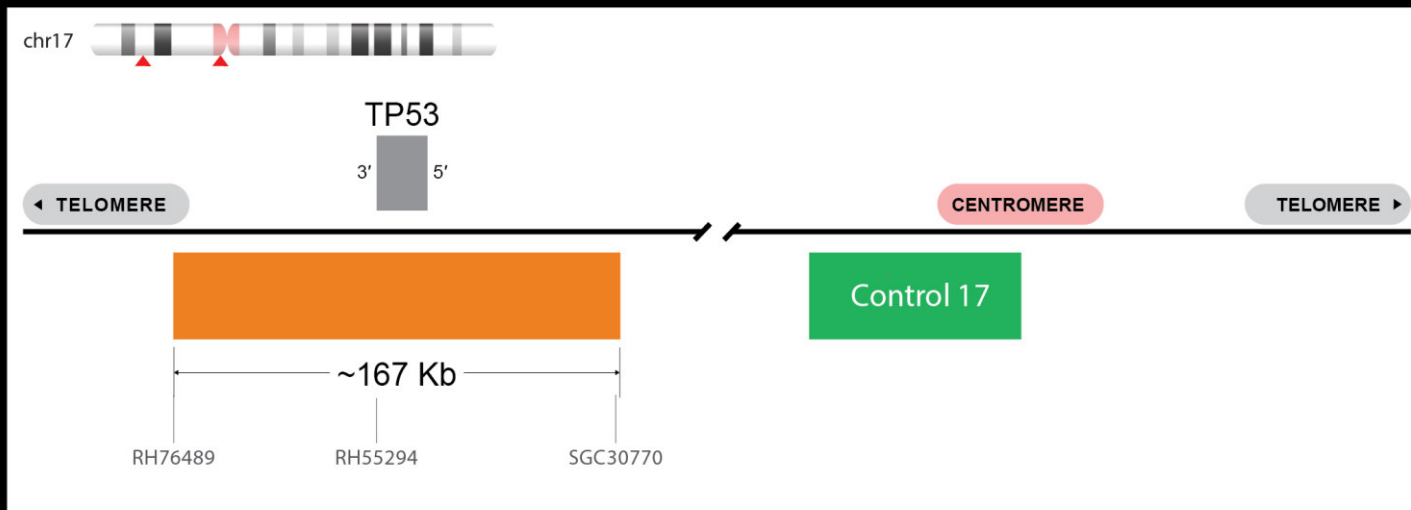 chr17
TP53
3′ 5′
◂ TELOMERE CENTROMERE TELOMERE ▸
Control 17
~167 Kb
RH76489 RH55294 SGC30770